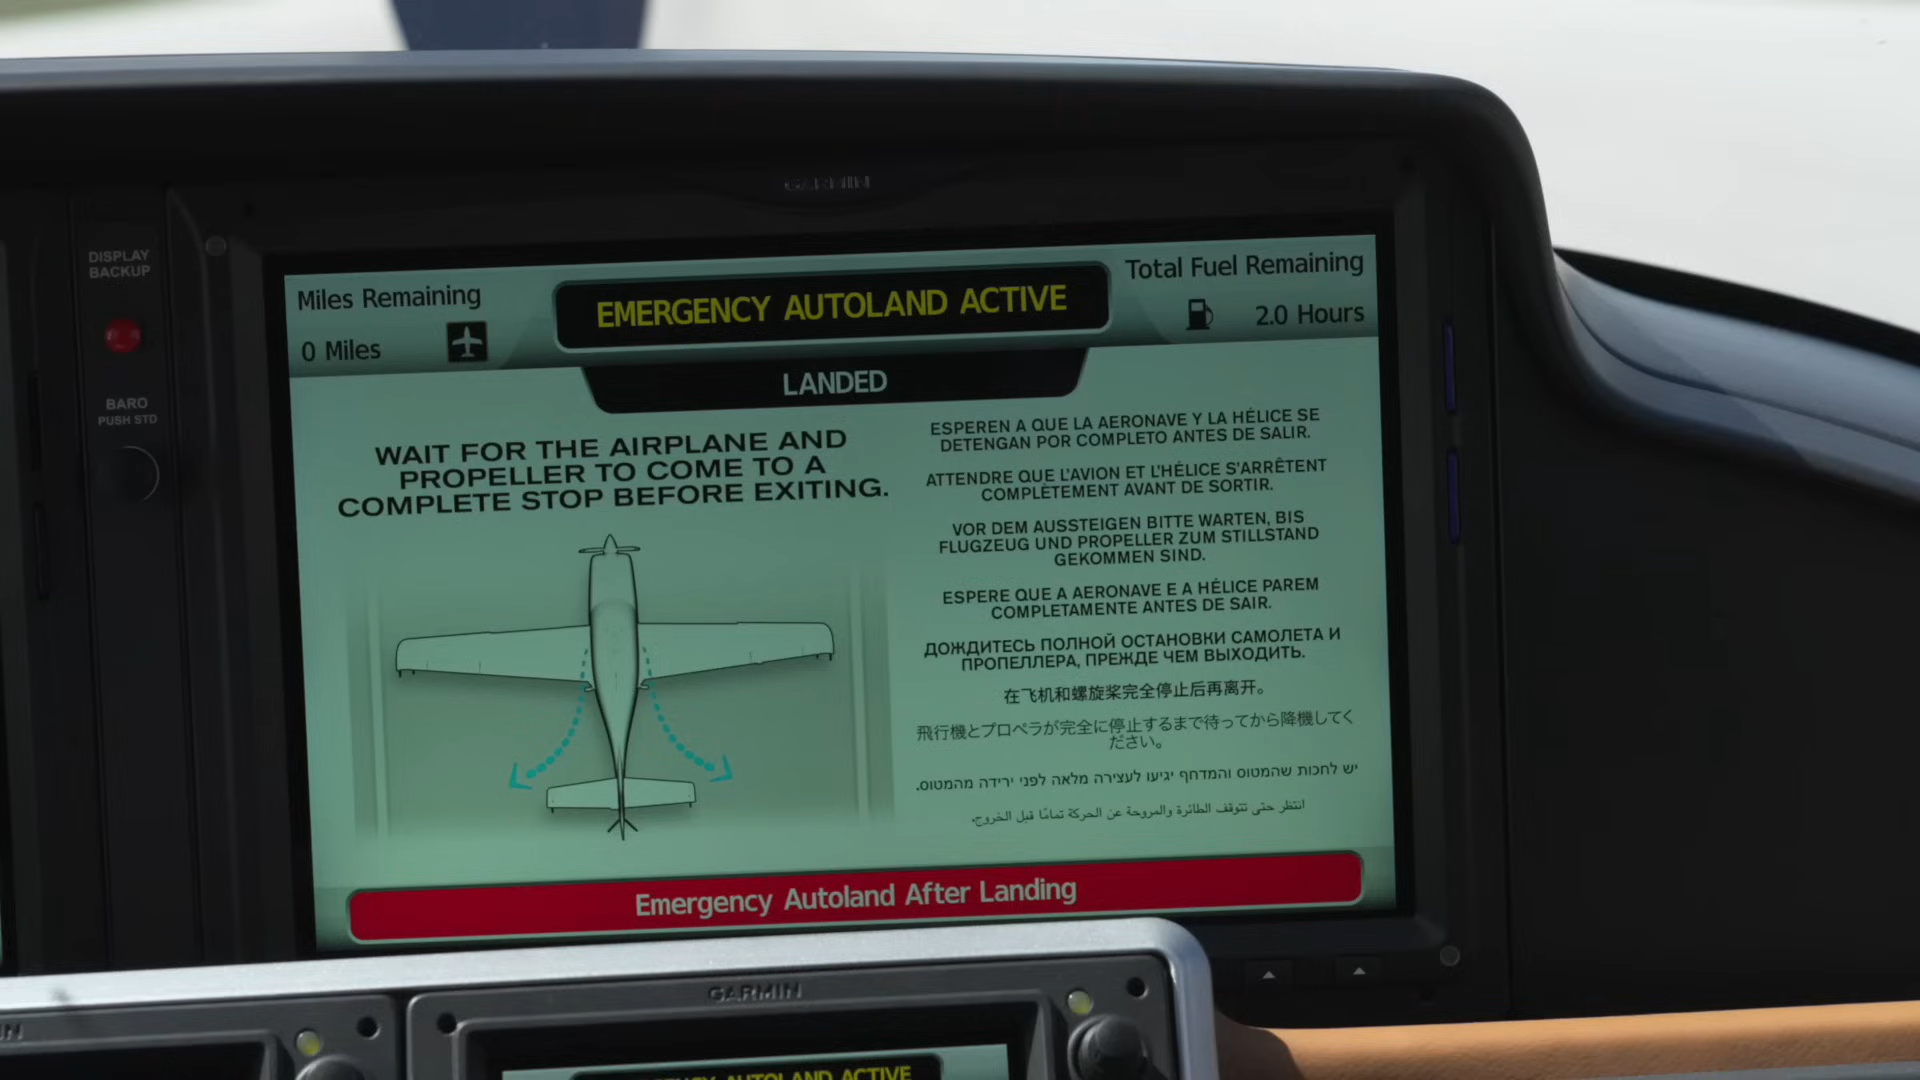 GARMIN
DISPLAY
BACKUP
BARO
PUSH STD
Miles Remaining
0 Miles
EMERGENCY AUTOLAND ACTIVE
Total Fuel Remaining
2.0 Hours
LANDED
WAIT FOR THE AIRPLANE AND
PROPELLER TO COME TO A
COMPLETE STOP BEFORE EXITING.
ESPEREN A QUE LA AERONAVE Y LA HÉLICE SE
DETENGAN POR COMPLETO ANTES DE SALIR.
ATTENDRE QUE L'AVION ET L'HÉLICE S'ARRÊTENT
COMPLÈTEMENT AVANT DE SORTIR.
VOR DEM AUSSTEIGEN BITTE WARTEN, BIS
FLUGZEUG UND PROPELLER ZUM STILLSTAND
GEKOMMEN SIND.
ESPERE QUE A AERONAVE E A HÉLICE PAREM
COMPLETAMENTE ANTES DE SAIR.
ДОЖДИТЕСЬ ПОЛНОЙ ОСТАНОВКИ САМОЛЕТА И
ПРОПЕЛЛЕРА, ПРЕЖДЕ ЧЕМ ВЫХОДИТЬ.
在飞机和螺旋桨完全停止后再离开。
飛行機とプロペラが完全に停止するまで待ってから降機してく
ださい。
יש לחכות שהמטוס והמדחף יגיעו לעצירה מלאה לפני ירידה מהמטוס.
انتظر حتى تتوقف الطائرة والمروحة عن الحركة تمامًا قبل الخروج.
Emergency Autoland After Landing
GARMIN
AUTOLAND ACTIVE